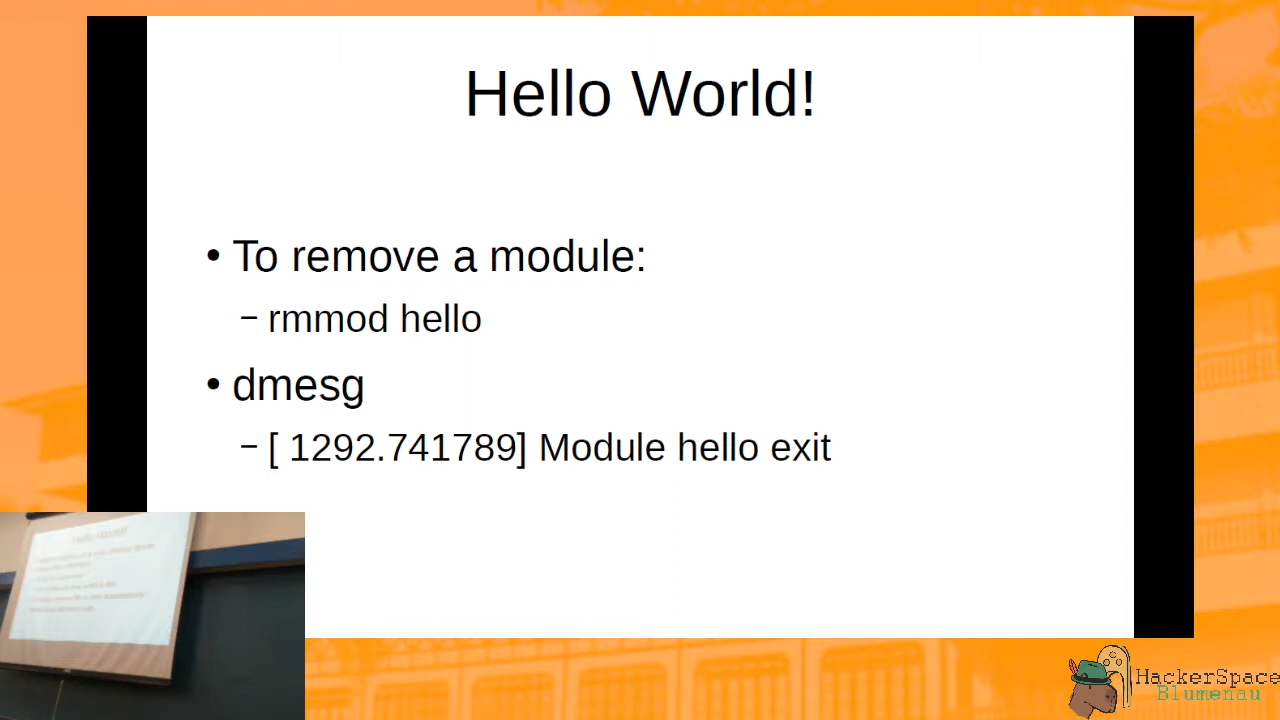 Hello World!
• To remove a module:
– rmmod hello
• dmesg
– [ 1292.741789] Module hello exit
HackerSpace
Blumenau